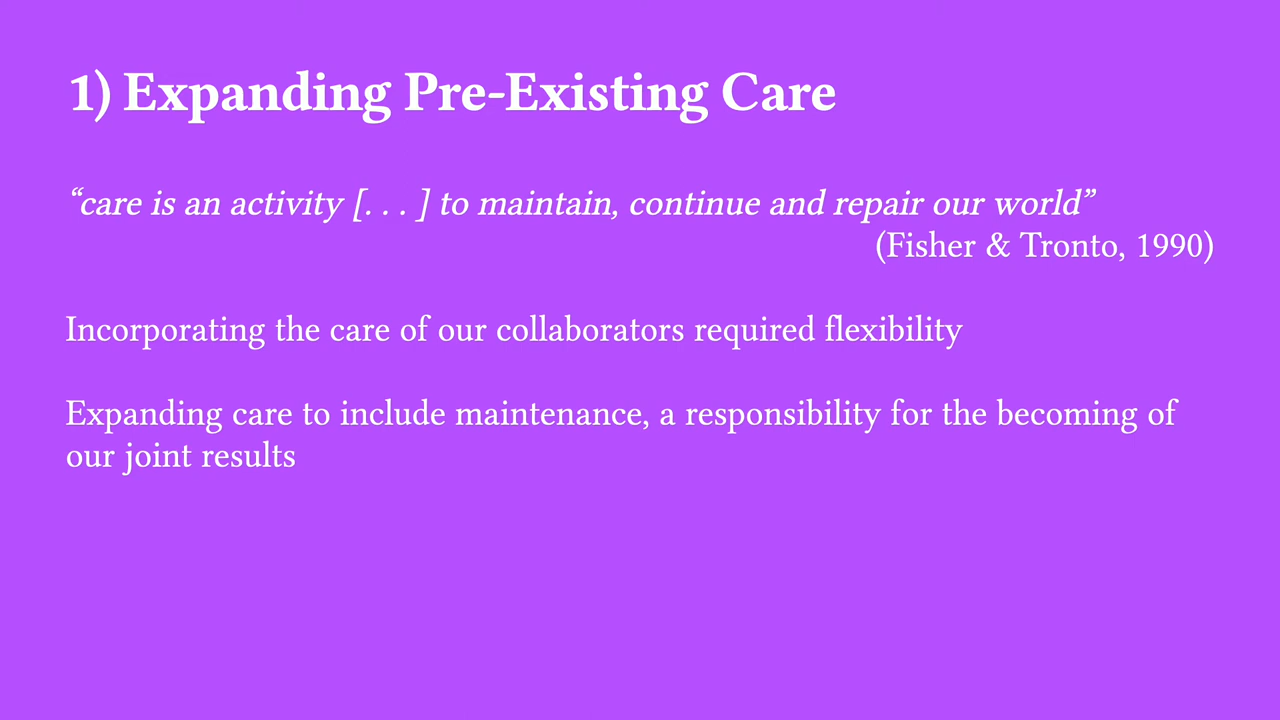 1) Expanding Pre-Existing Care
“care is an activity [. . . ] to maintain, continue and repair our world”
(Fisher & Tronto, 1990)
Incorporating the care of our collaborators required flexibility
Expanding care to include maintenance, a responsibility for the becoming of
our joint results